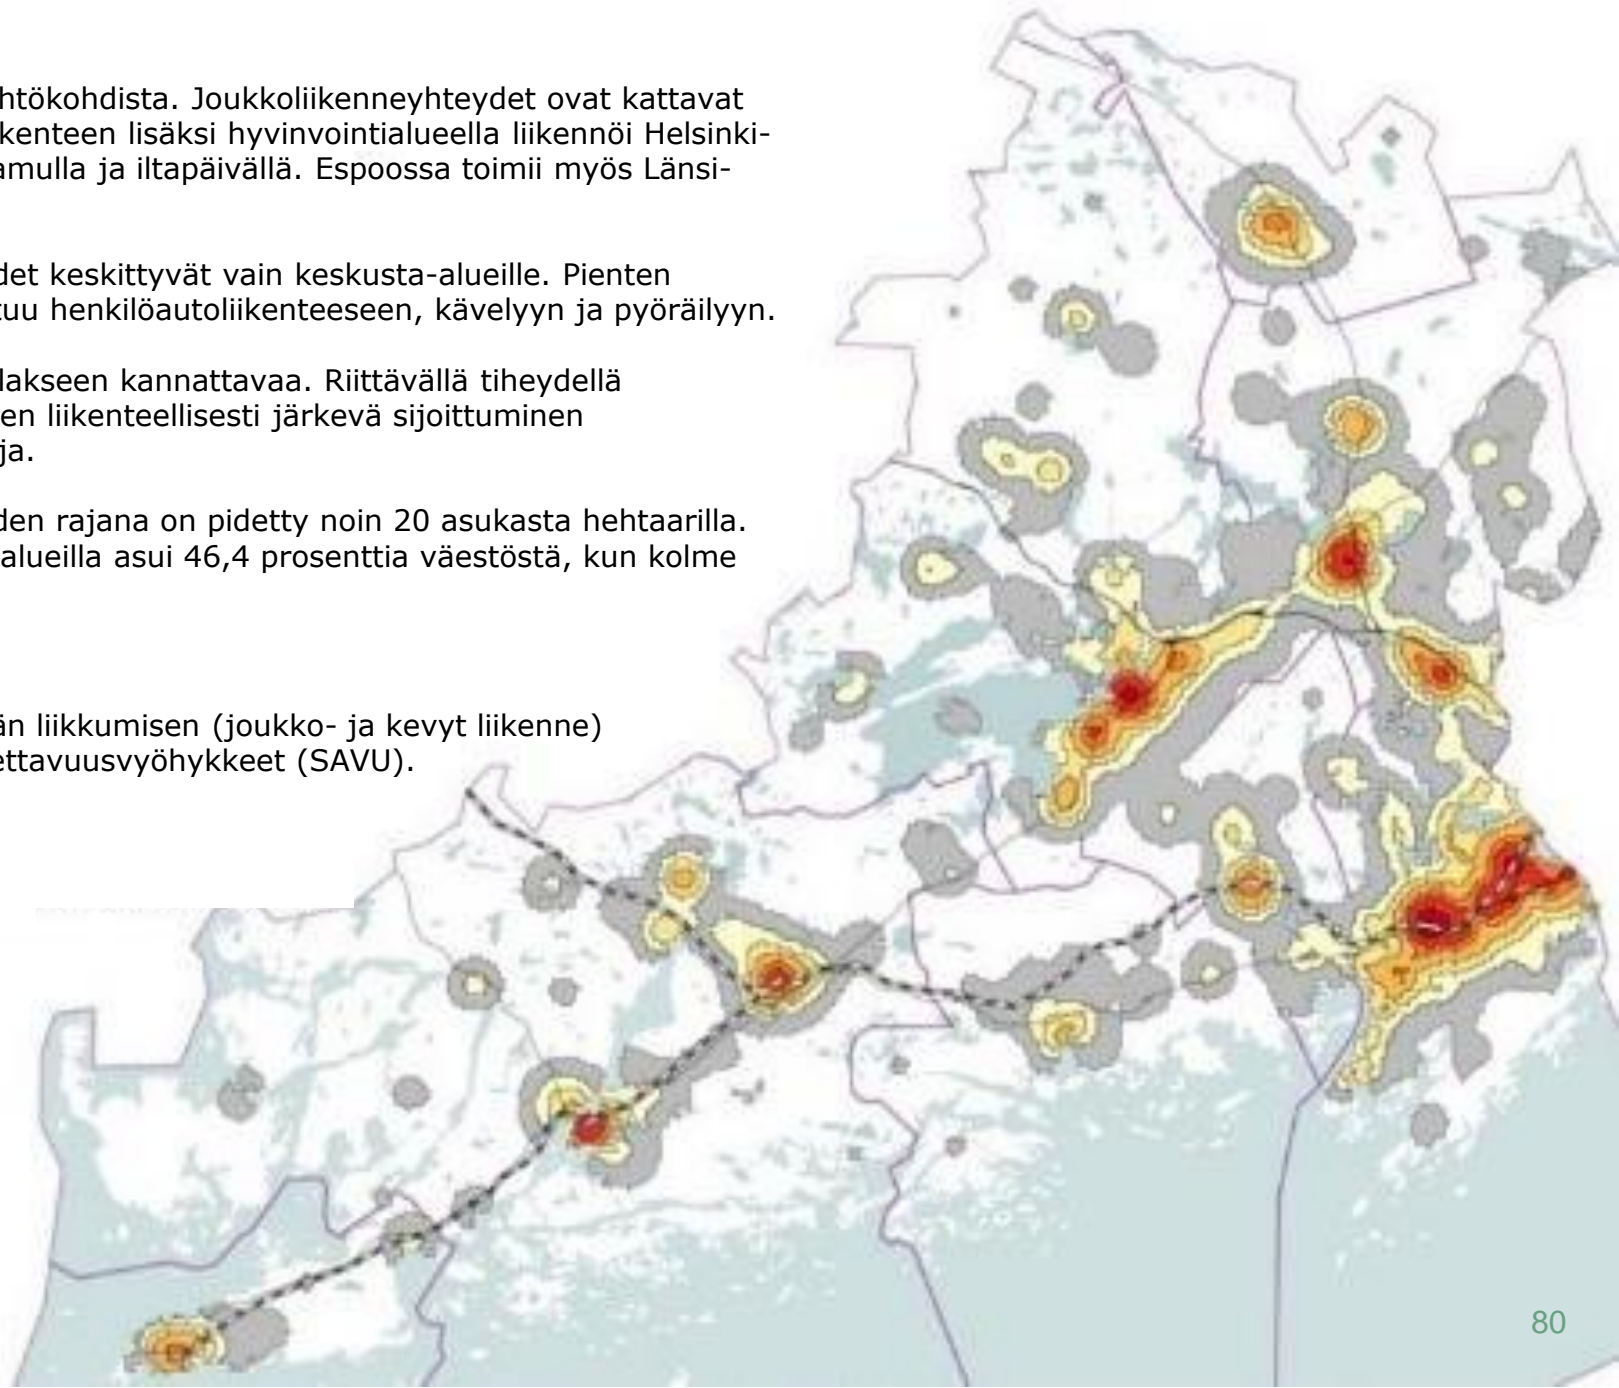 htökohdista. Joukkoliikenneyhteydet ovat kattavat
kenteen lisäksi hyvinvointialueella liikennöi Helsinki-
amulla ja iltapäivällä. Espoossa toimii myös Länsi-
det keskittyvät vain keskusta-alueille. Pienten
tuu henkilöautoliikenteeseen, kävelyyn ja pyöräilyyn.
lakseen kannattavaa. Riittävällä tiheydellä
en liikenteellisesti järkevä sijoittuminen
ja.
den rajana on pidetty noin 20 asukasta hehtaarilla.
alueilla asui 46,4 prosenttia väestöstä, kun kolme
än liikkumisen (joukko- ja kevyt liikenne)
ettavuusvyöhykkeet (SAVU).
80